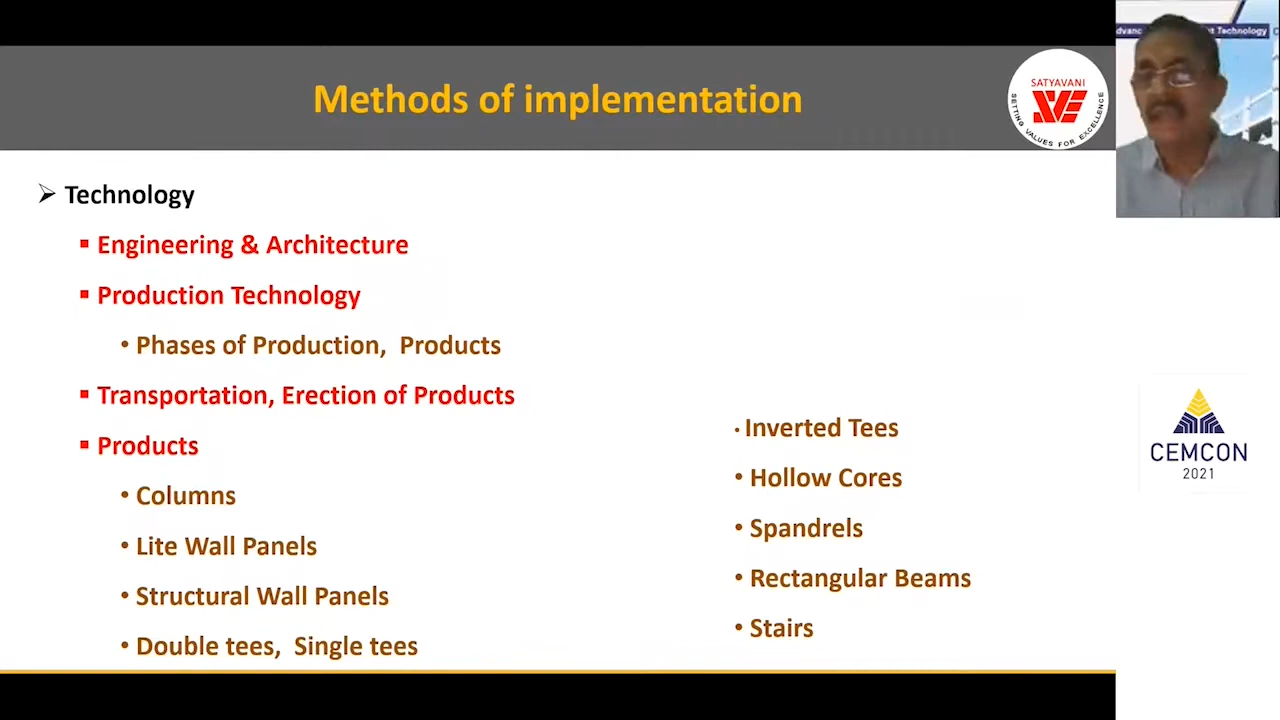 Methods of implementation
SATYAVANI
SETTING VALUES FOR EXCELLENCE
Technology
Engineering & Architecture
Production Technology
Phases of Production, Products
Transportation, Erection of Products
Products
Columns
Lite Wall Panels
Structural Wall Panels
Double tees, Single tees
Inverted Tees
Hollow Cores
Spandrels
Rectangular Beams
Stairs
Technology
CEMCON
2021